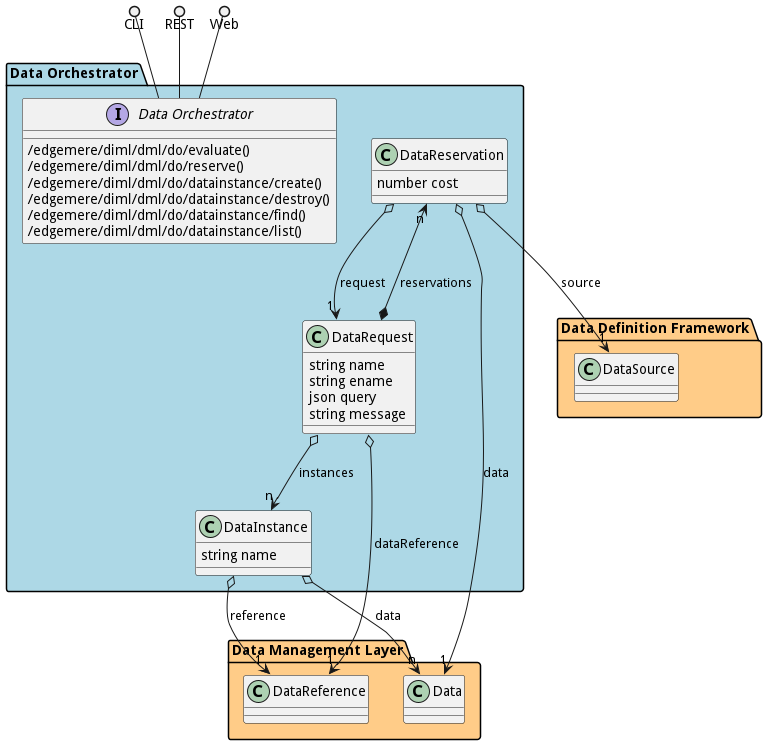 CLI
REST
Web
Data Orchestrator
I
Data Orchestrator
/edgemere/diml/dml/do/evaluate()
/edgemere/diml/dml/do/reserve()
/edgemere/diml/dml/do/datainstance/create()
/edgemere/diml/dml/do/datainstance/destroy()
/edgemere/diml/dml/do/datainstance/find()
/edgemere/diml/dml/do/datainstance/list()
C
DataReservation
number cost
n
request
reservations
source
1
1
C
DataRequest
string name
string ename
json query
string message
Data Definition Framework
C
DataSource
instances
data
n
C
DataInstance
string name
dataReference
reference
data
Data Management Layer
1
1
n
1
C
DataReference
C
Data